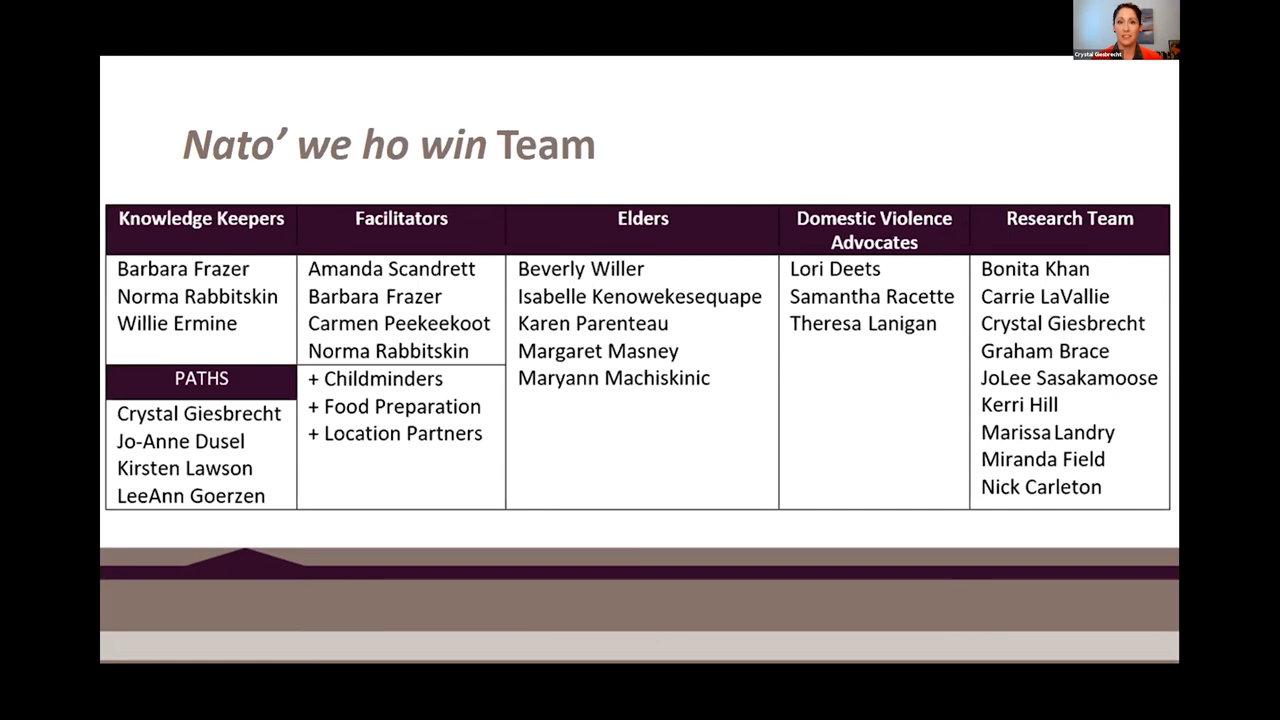 Crystal Giesbrecht
Nato’ we ho win Team
Knowledge Keepers
Barbara Frazer
Norma Rabbitskin
Willie Ermine
PATHS
Crystal Giesbrecht
Jo-Anne Dusel
Kirsten Lawson
LeeAnn Goerzen
Facilitators
Amanda Scandrett
Barbara Frazer
Carmen Peekeekoot
Norma Rabbitskin
+ Childminders
+ Food Preparation
+ Location Partners
Elders
Beverly Willer
Isabelle Kenowekesequape
Karen Parenteau
Margaret Masney
Maryann Machiskinic
Domestic Violence
Advocates
Lori Deets
Samantha Racette
Theresa Lanigan
Research Team
Bonita Khan
Carrie LaVallie
Crystal Giesbrecht
Graham Brace
JoLee Sasakamoose
Kerri Hill
Marissa Landry
Miranda Field
Nick Carleton